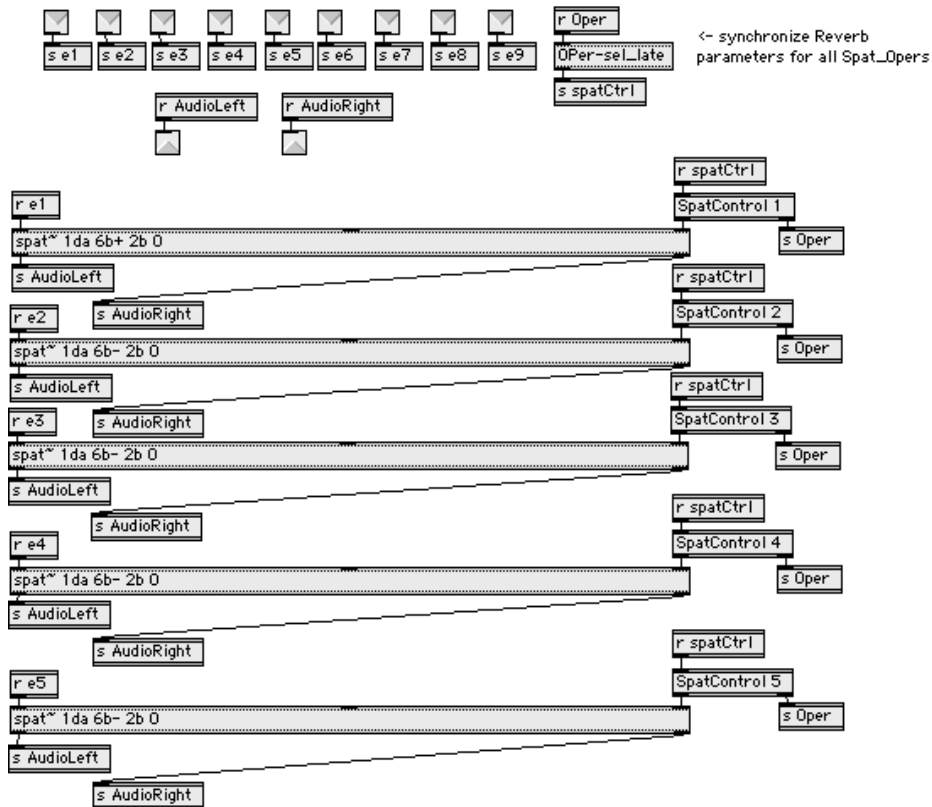 r Oper
s e1 s e2 s e3 s e4 s e5 s e6 s e7 s e8 s e9 OPer-sel_late
<- synchronize Reverb
parameters for all Spat_Opers
s spatCtrl
r AudioLeft r AudioRight
r spatCtrl
r e1 SpatControl 1
spat~ 1da 6b+ 2b 0 s Oper
s AudioLeft
r spatCtrl
s AudioRight
r e2 SpatControl 2
spat~ 1da 6b- 2b 0 s Oper
s AudioLeft
r spatCtrl
s AudioRight
r e3 SpatControl 3
spat~ 1da 6b- 2b 0 s Oper
s AudioLeft
r spatCtrl
s AudioRight
r e4 SpatControl 4
spat~ 1da 6b- 2b 0 s Oper
s AudioLeft
r spatCtrl
s AudioRight
r e5 SpatControl 5
spat~ 1da 6b- 2b 0 s Oper
s AudioLeft
s AudioRight